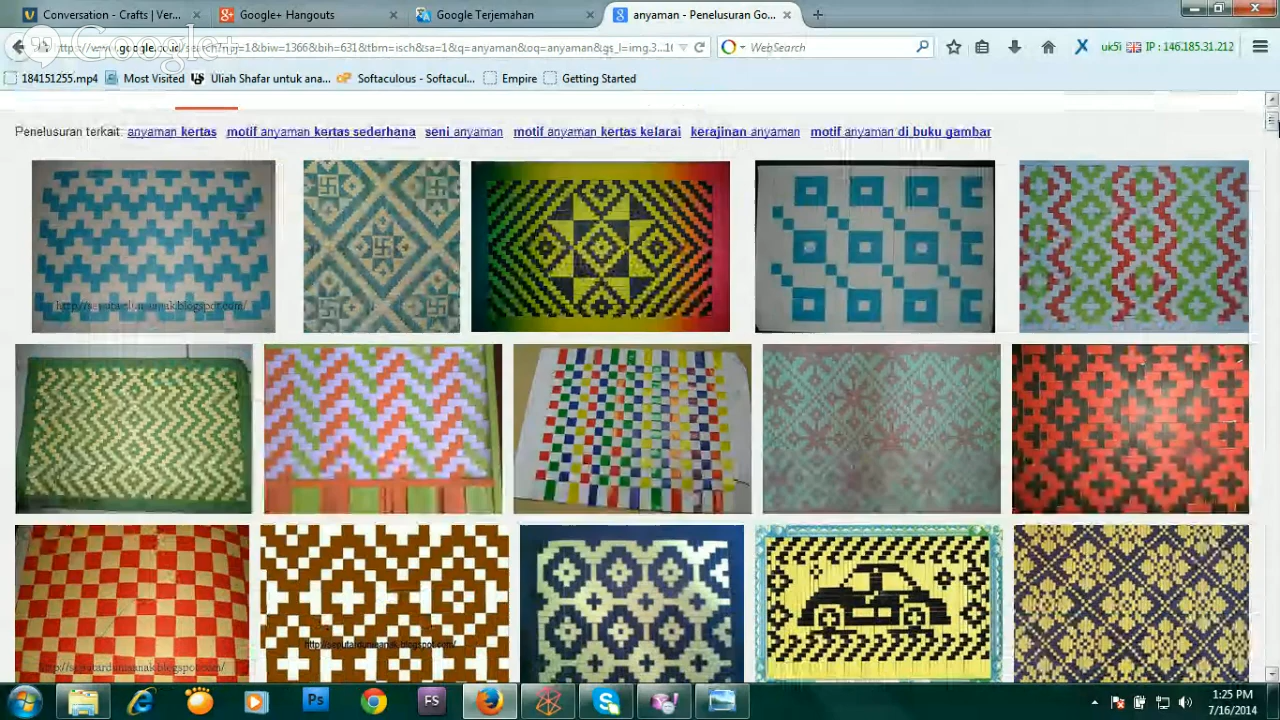 Conversation - Crafts | Ver...
Google+ Hangouts
Google Terjemahan
anyaman - Penelusuran Go...
Google+
WebSearch
uk5i
IP : 146.185.31.212
184151255.mp4
Most Visited
Uliah Shafar untuk ana...
Softaculous - Softacul...
Empire
Getting Started
Penelusuran terkait: anyaman kertas motif anyaman kertas sederhana seni anyaman motif anyaman kertas kelarai kerajinan anyaman motif anyaman di buku gambar
Ps
FS
1:25 PM
7/16/2014